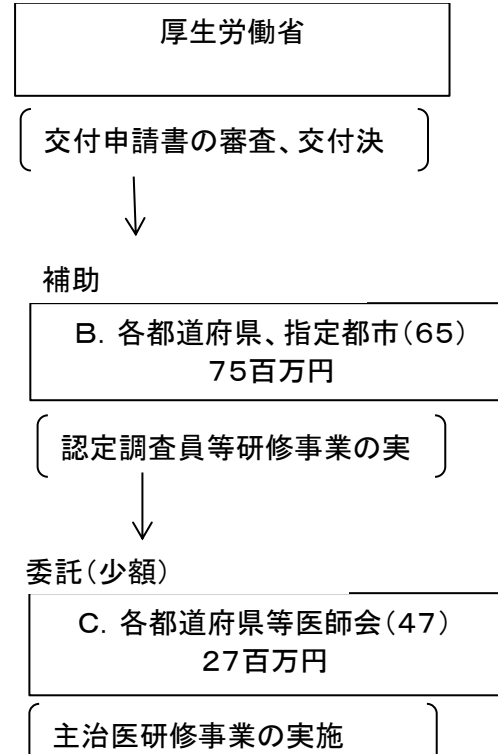 厚生労働省
交付申請書の審査、交付決
補助
B. 各都道府県、指定都市(65)
75百万円
認定調査員等研修事業の実
委託(少額)
C. 各都道府県等医師会(47)
27百万円
主治医研修事業の実施